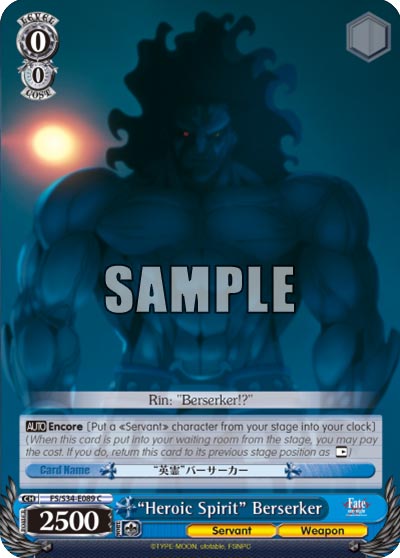 LEVEL
0
0
COST
SAMPLE
Rin: "Berserker!?"
AUTO Encore [Put a «Servant» character from your stage into your clock]
(When this card is put into your waiting room from the stage, you may pay
the cost. If you do, return this card to its previous stage position as )
Card Name "英霊"バーサーカー
CH FS/S34-E089 C
POWER 2500
"Heroic Spirit" Berserker
Fate
Servant Weapon
©TYPE-MOON, ufotable, FSNPC